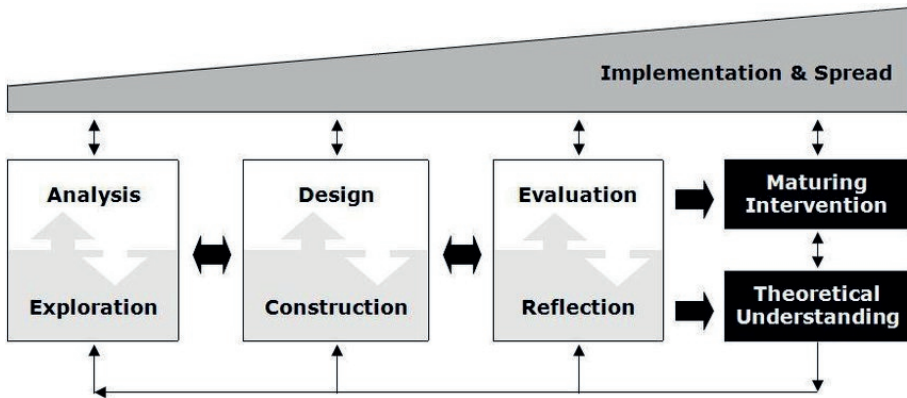 Implementation & Spread
Analysis
Exploration
Design
Construction
Evaluation
Reflection
Maturing
Intervention
Theoretical
Understanding